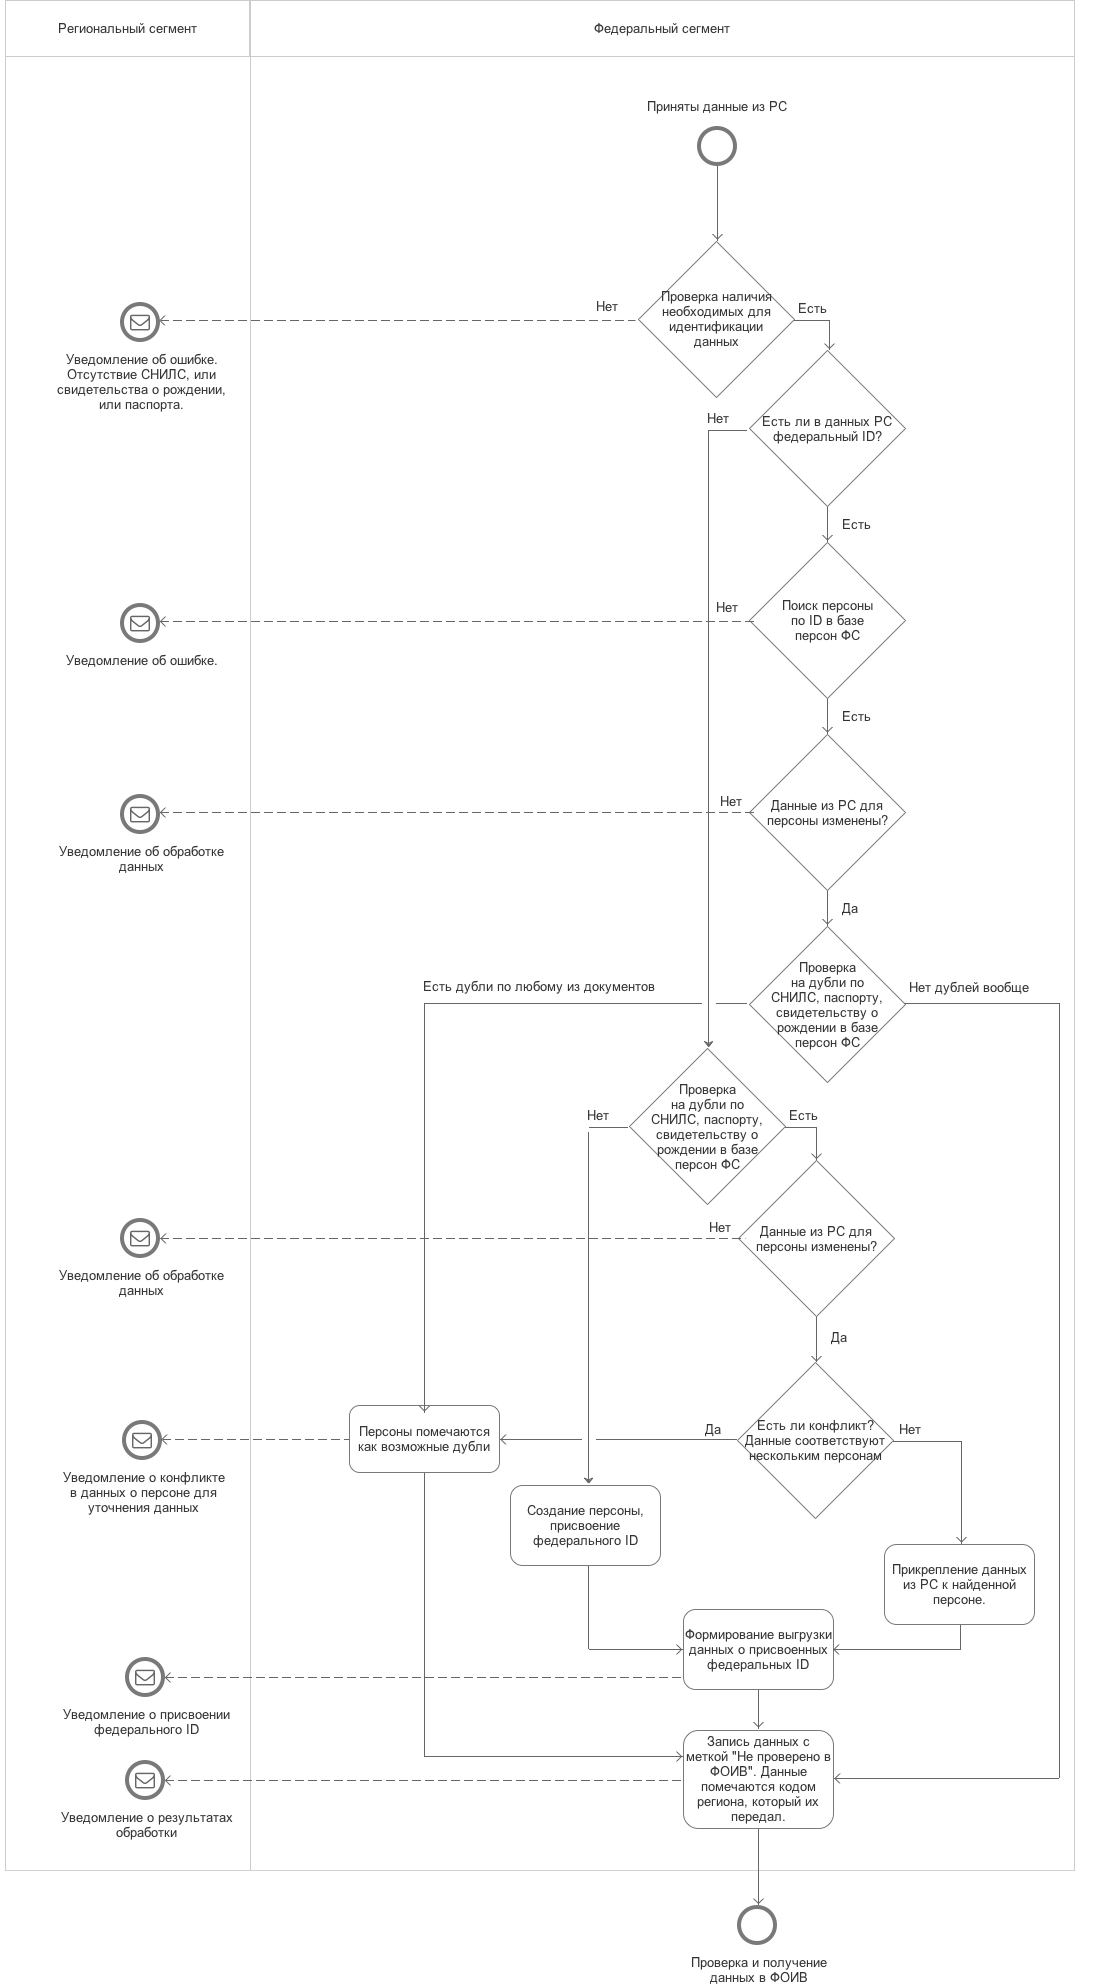 Региональный сегмент
Федеральный сегмент
Приняты данные из РС
Проверка наличия
необходимых для
идентификации
данных
Нет
Есть
Уведомление об ошибке.
Отсутствие СНИЛС, или
свидетельства о рождении,
или паспорта.
Есть ли в данных РС
федеральный ID?
Нет
Есть
Поиск персоны
по ID в базе
персон ФС
Нет
Уведомление об ошибке.
Есть
Данные из РС для
персоны изменены?
Нет
Уведомление об обработке
данных
Да
Проверка
на дубли по
СНИЛС, паспорту,
свидетельству о
рождении в базе
персон ФС
Есть дубли по любому из документов
Нет дублей вообще
Проверка
на дубли по
СНИЛС, паспорту,
свидетельству о
рождении в базе
персон ФС
Нет
Есть
Данные из РС для
персоны изменены?
Нет
Уведомление об обработке
данных
Да
Есть ли конфликт?
Данные соответствуют
нескольким персонам
Да
Нет
Персоны помечаются
как возможные дубли
Уведомление о конфликте
в данных о персоне для
уточнения данных
Создание персоны,
присвоение
федерального ID
Прикрепление данных
из РС к найденной
персоне.
Формирование выгрузки
данных о присвоенных
федеральных ID
Уведомление о присвоении
федерального ID
Запись данных с
меткой "Не проверено в
ФОИВ". Данные
помечаются кодом
региона, который их
передал.
Уведомление о результатах
обработки
Проверка и получение
данных в ФОИВ